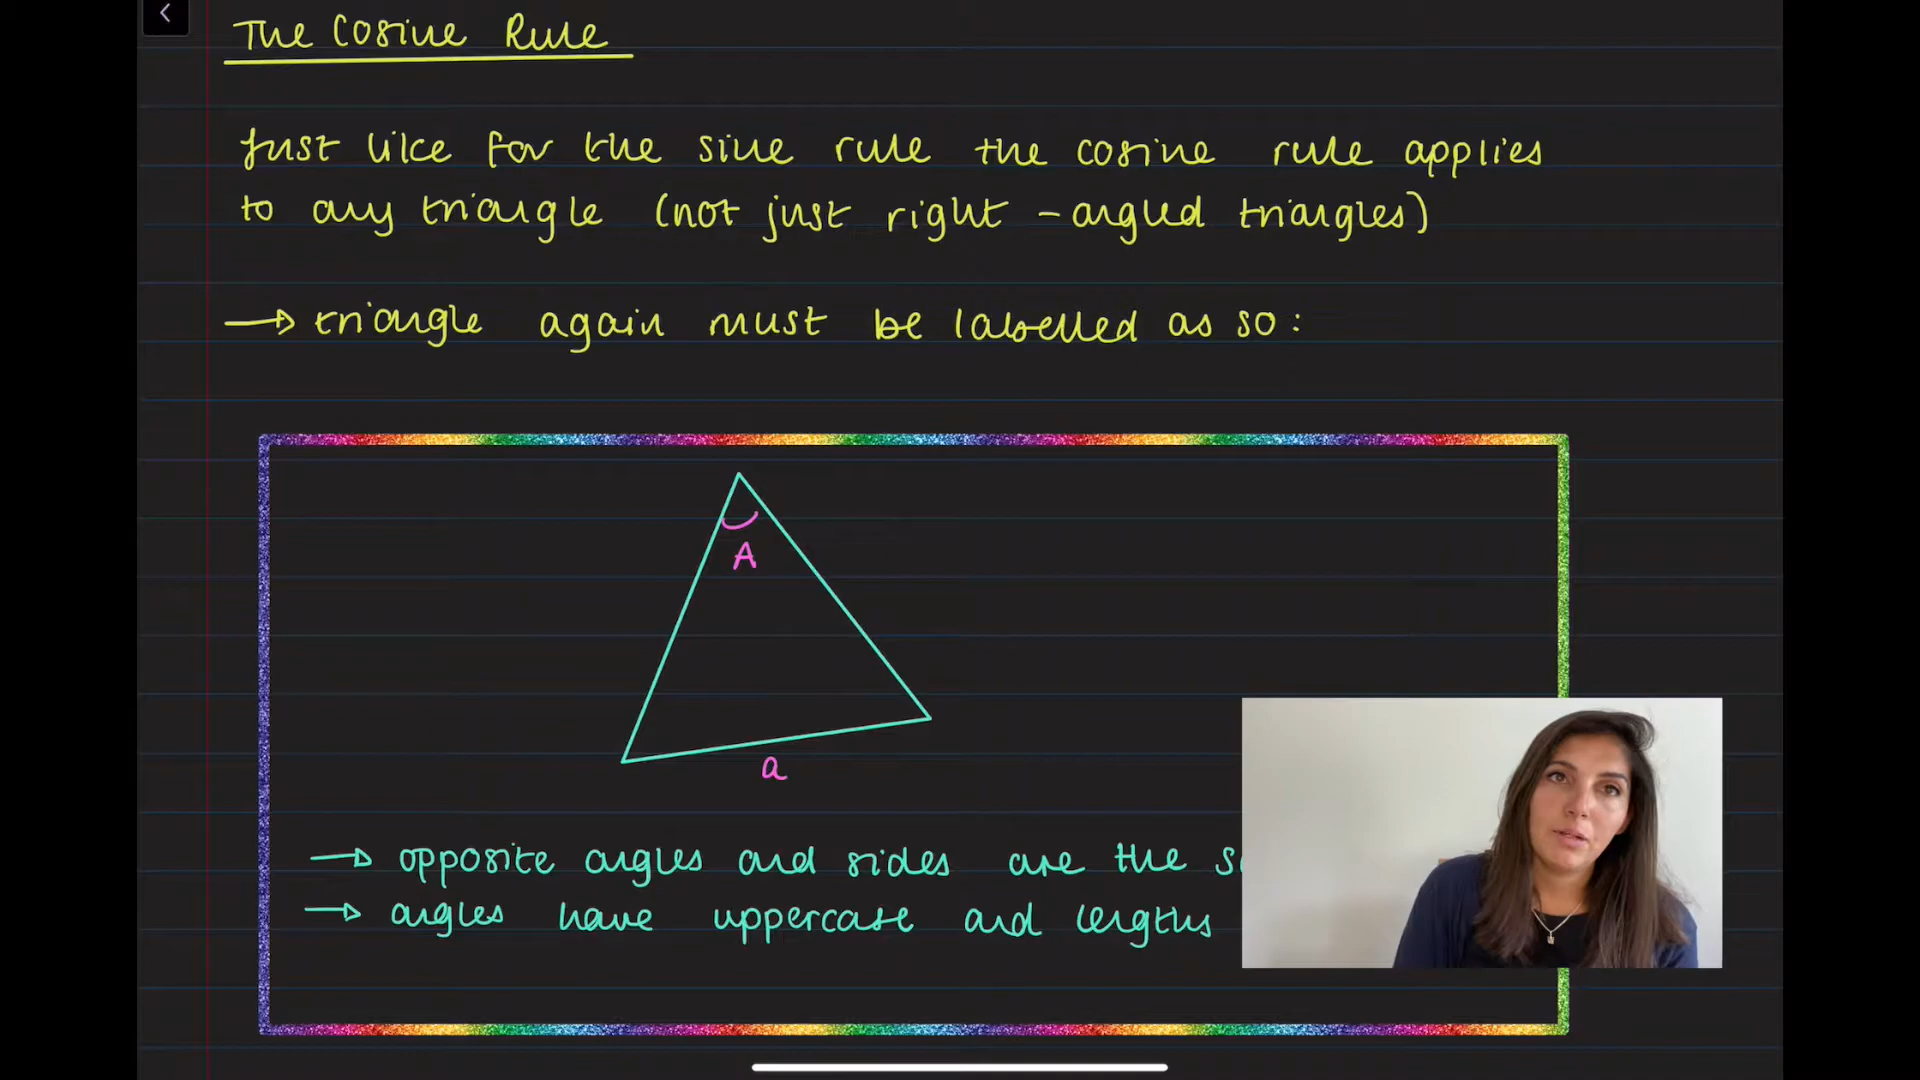 The Cosine Rule
Just like for the sine rule the cosine rule applies
to any triangle (not just right-angled triangles)
→ triangle again must be labelled as so:
A
a
→ opposite angles and sides are the
→ angles have uppercase and lengths